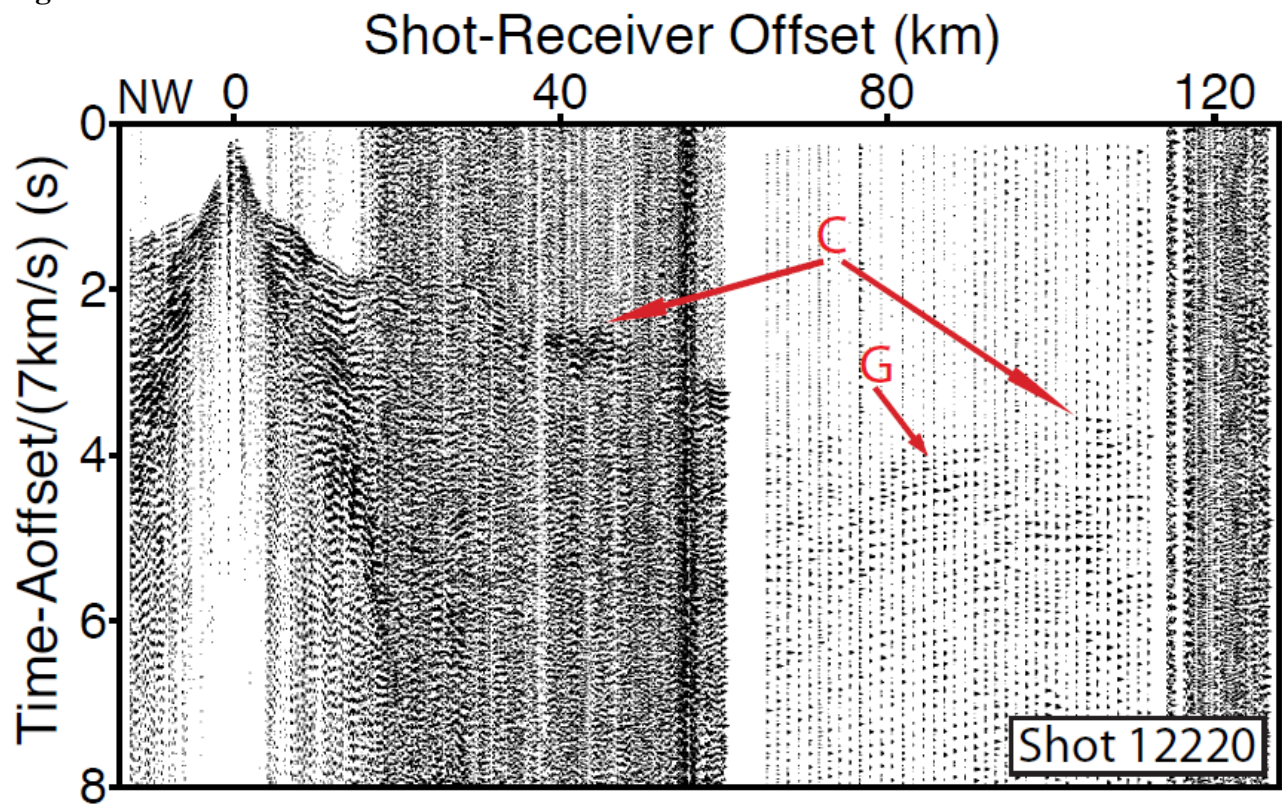 Shot-Receiver Offset (km)
NW 0 40 80 120
Time-Aoffset/(7km/s) (s)
0
2
4
6
8
C
G
Shot 12220